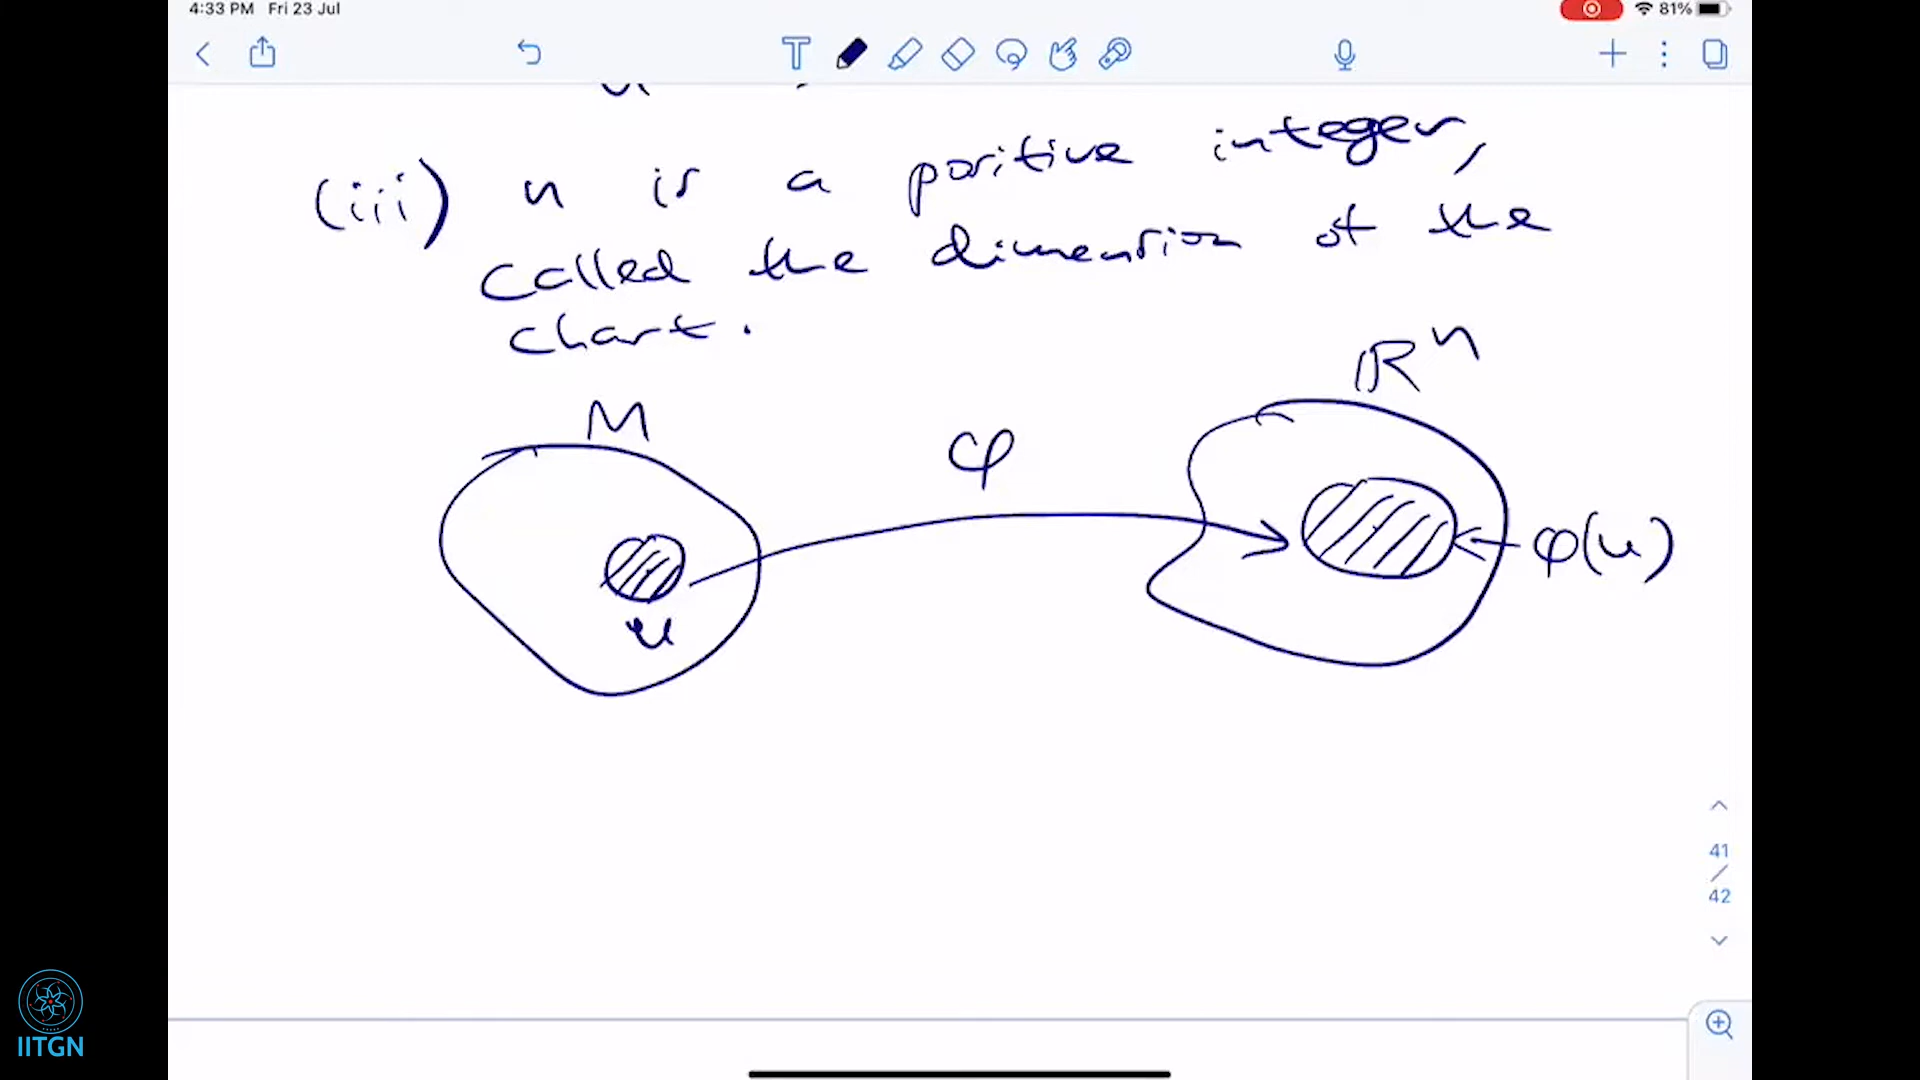 4:33 PM Fri 23 Jul
81%
(iii) n is a positive integer,
called the dimension of the
chart.
M
φ
ℝⁿ
u
φ(u)
41
/
42
IITGN